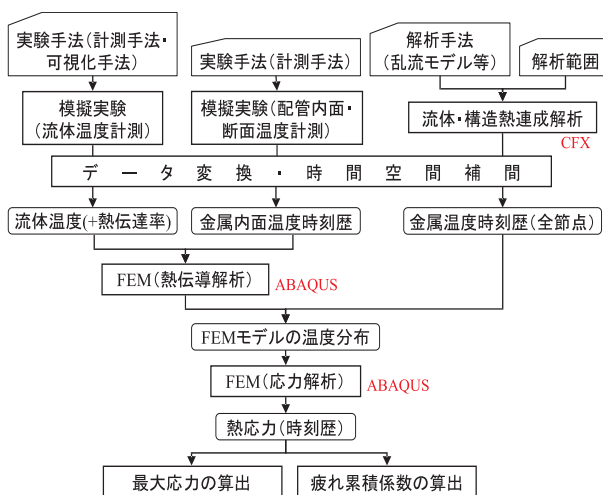 実験手法(計測手法・
可視化手法)
実験手法(計測手法)
解析手法
(乱流モデル等)
解析範囲
模擬実験
(流体温度計測)
模擬実験(配管内面・
断面温度計測)
流体・構造熱連成解析
CFX
データ変換・時間空間補間
流体温度(+熱伝達率)
金属内面温度時刻歴
金属温度時刻歴(全節点)
FEM(熱伝導解析)
ABAQUS
FEMモデルの温度分布
FEM(応力解析)
ABAQUS
熱応力(時刻歴)
最大応力の算出
疲れ累積係数の算出